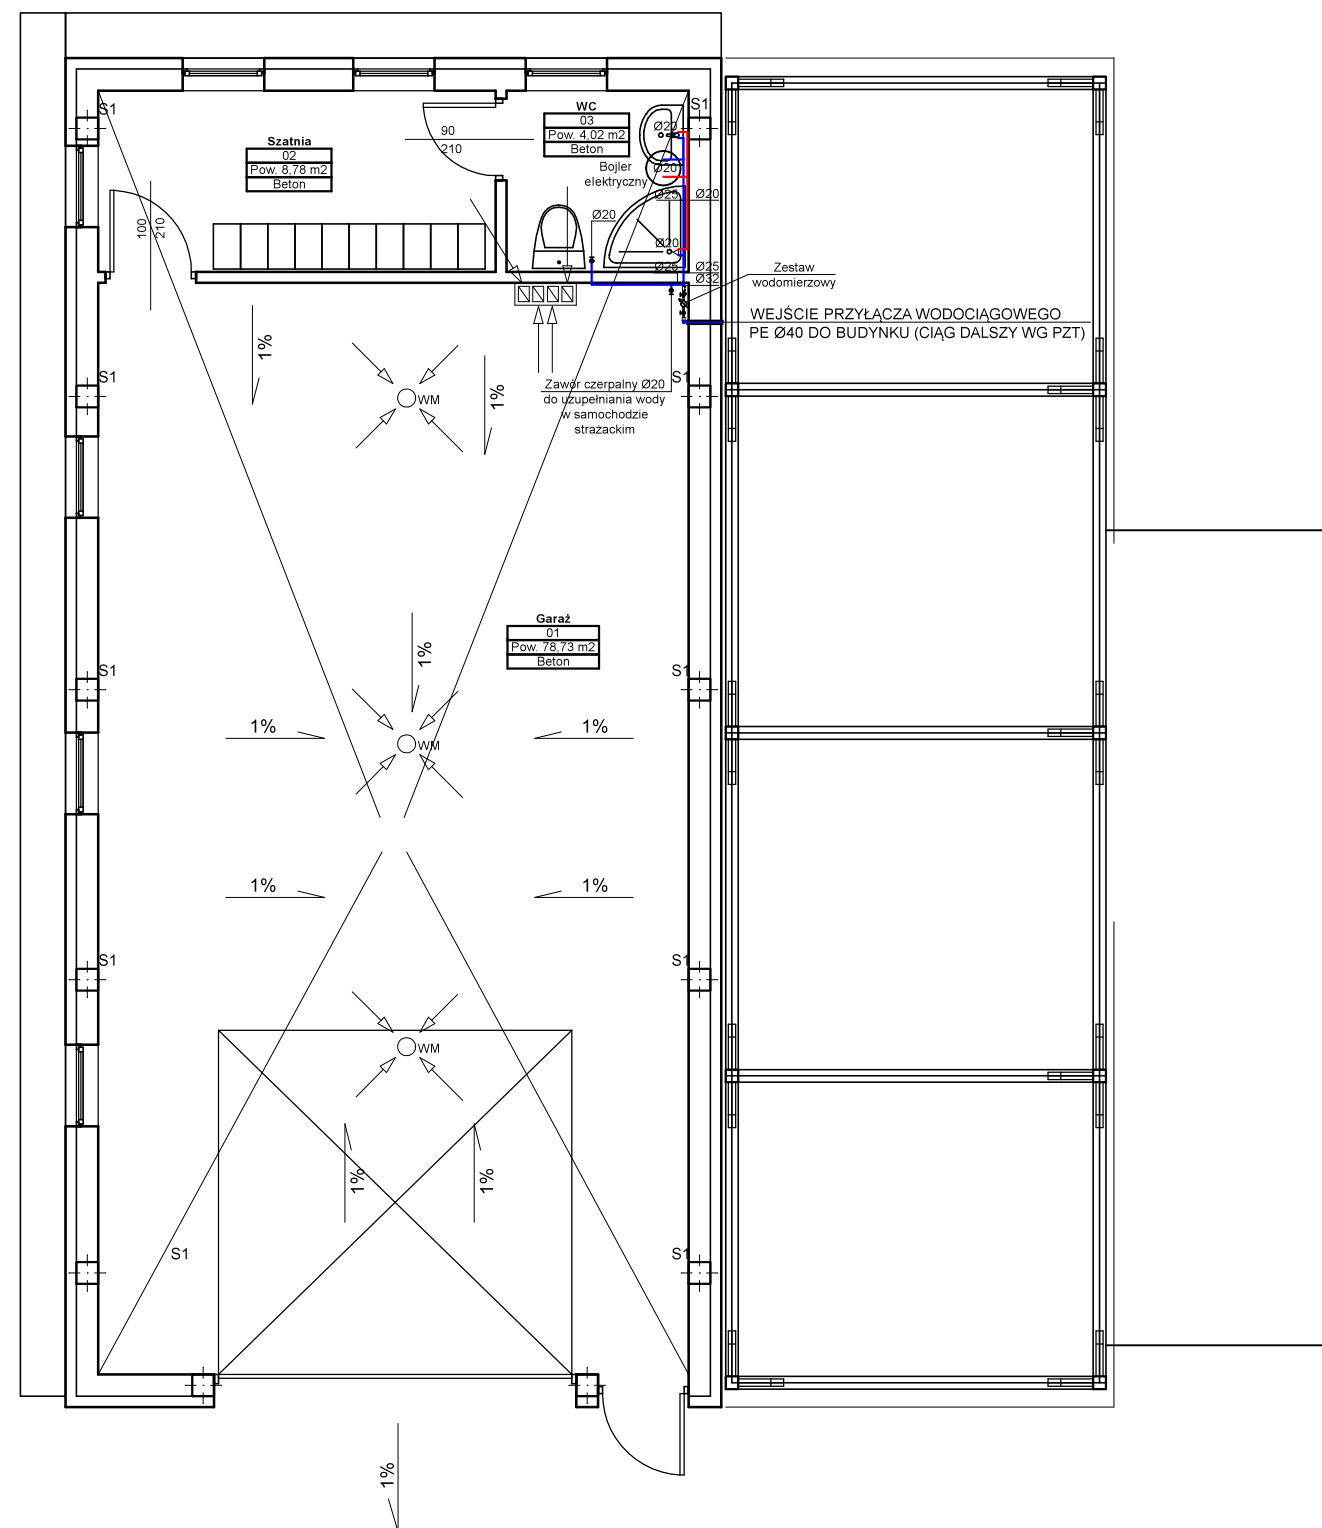 S1
WC
03
Pow. 4,02 m2
Beton
S1
Ø20
90
210
Szatnia
02
Pow. 8,78 m2
Beton
Bojler
elektryczny
Ø20
Ø25
Ø20
100
210
Ø20
Ø20
Ø25
Ø25
Ø32
Zestaw
wodomierzowy
WEJŚCIE PRZYŁĄCZA WODOCIĄGOWEGO
PE Ø40 DO BUDYNKU (CIĄG DALSZY WG PZT)
1%
S1
1%
WM
Zawór czerpalny Ø20
do uzupełniania wody
w samochodzie
strażackim
S1
Garaż
01
Pow. 78,73 m2
Beton
1%
S1
S1
1%
WM
1%
1%
1%
S1
S1
WM
1%
1%
S1
S1
1%